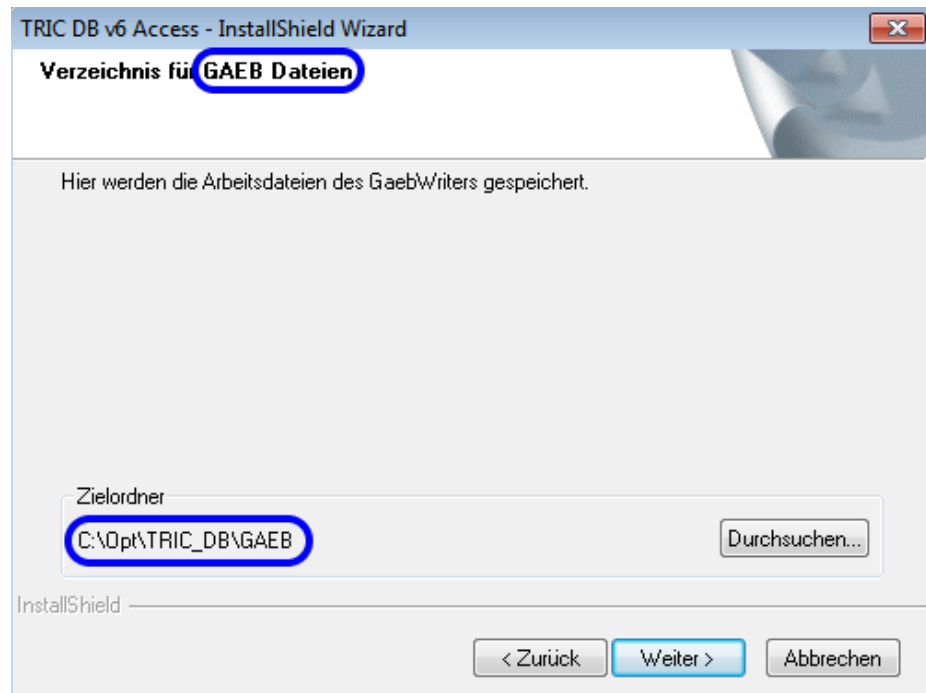 TRIC DB v6 Access - InstallShield Wizard
Verzeichnis für GAEB Dateien
Hier werden die Arbeitsdateien des GaebWriters gespeichert.
Zielordner
C:\Opt\TRIC_DB\GAEB
Durchsuchen...
InstallShield
< Zurück
Weiter >
Abbrechen